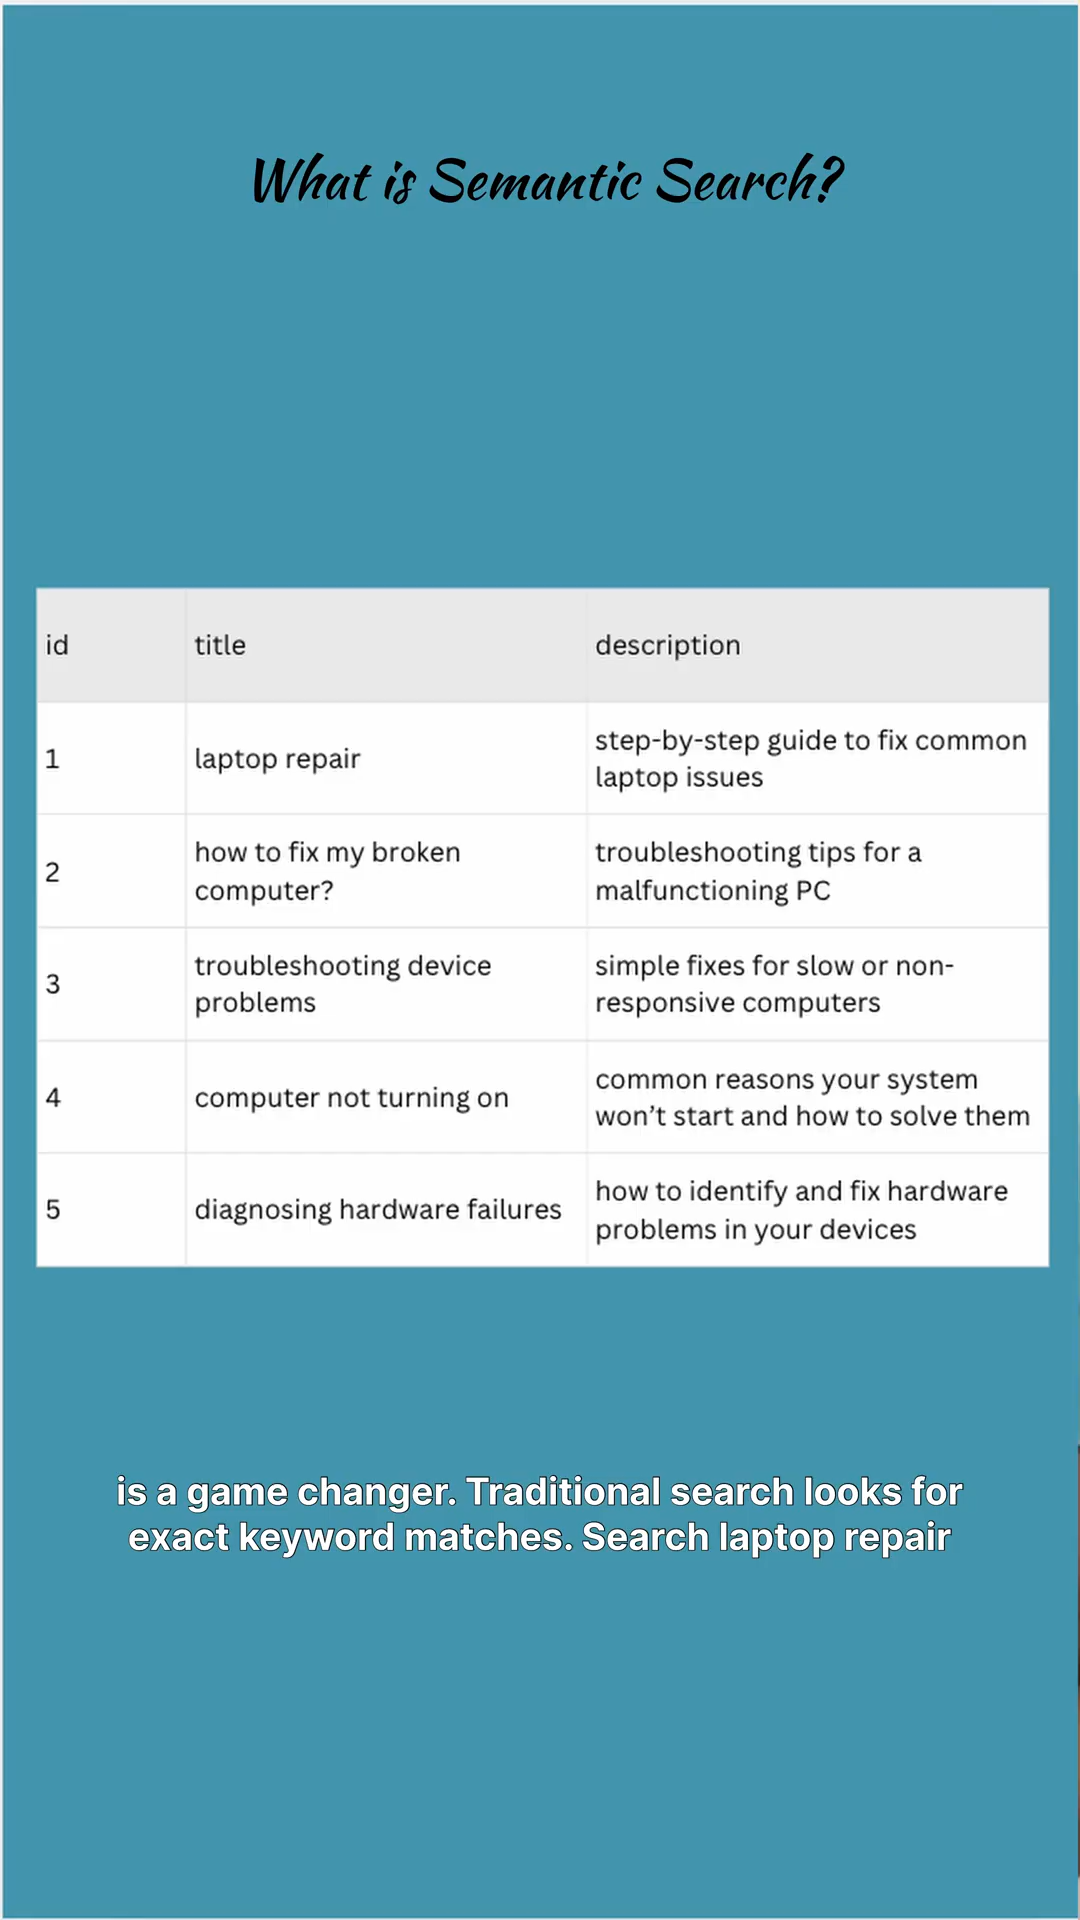 What is Semantic Search?
id
title
description
1
laptop repair
step-by-step guide to fix common
laptop issues
2
how to fix my broken
computer?
troubleshooting tips for a
malfunctioning PC
3
troubleshooting device
problems
simple fixes for slow or non-
responsive computers
4
computer not turning on
common reasons your system
won’t start and how to solve them
5
diagnosing hardware failures
how to identify and fix hardware
problems in your devices
is a game changer. Traditional search looks for
exact keyword matches. Search laptop repair